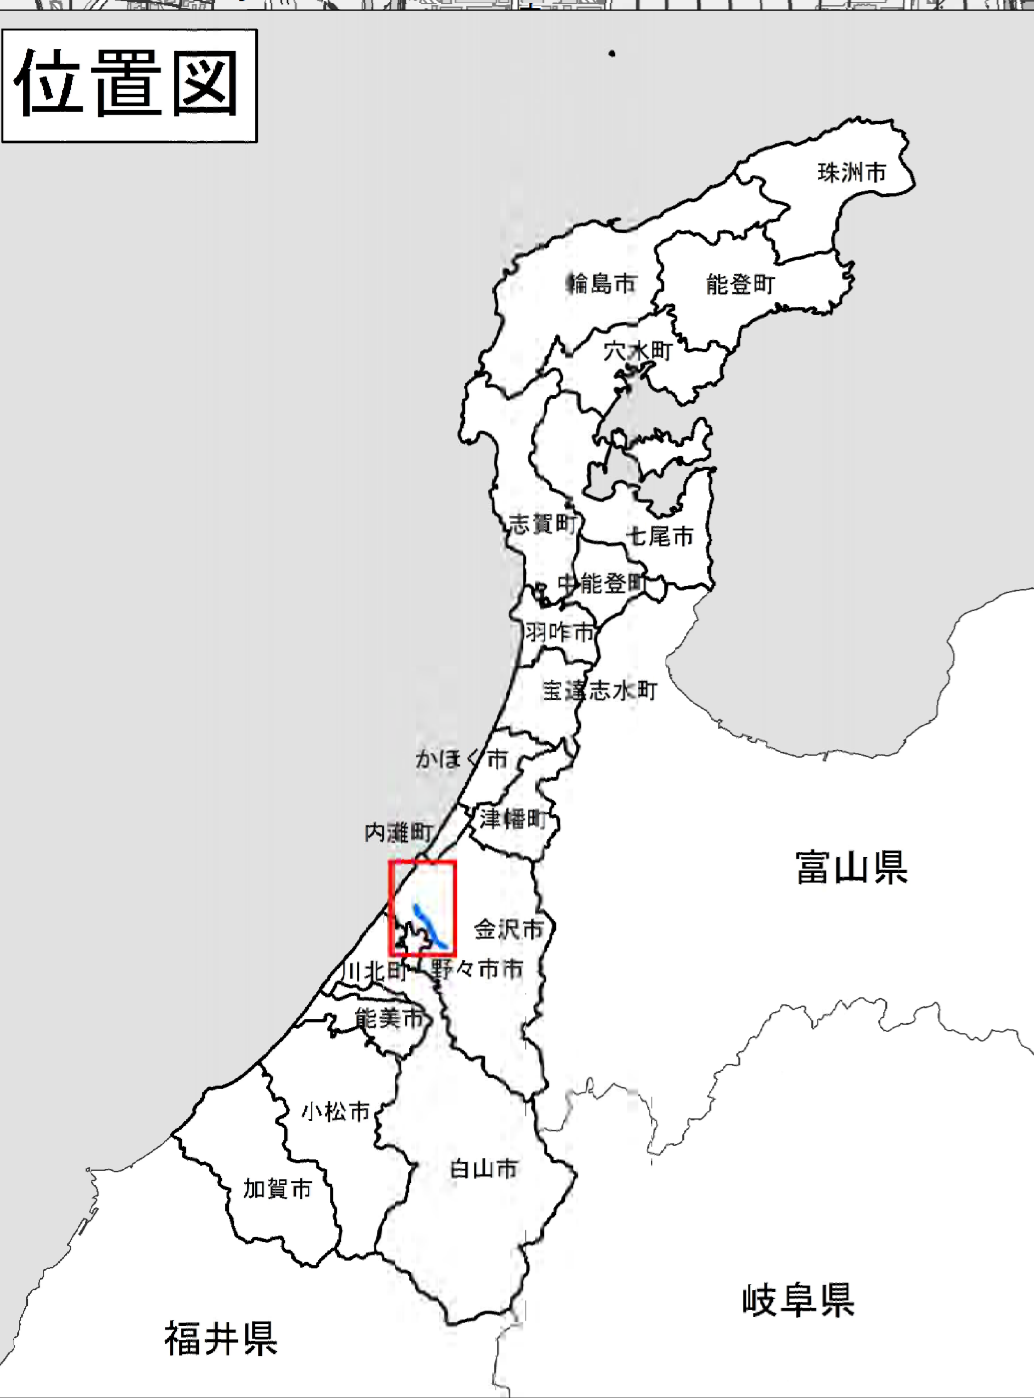 位置図
珠洲市
輪島市
能登町
穴水町
志賀町
七尾市
中能登町
羽咋市
宝達志水町
かほく市
津幡町
内灘町
富山県
金沢市
川北町
野々市市
能美市
小松市
白山市
加賀市
岐阜県
福井県